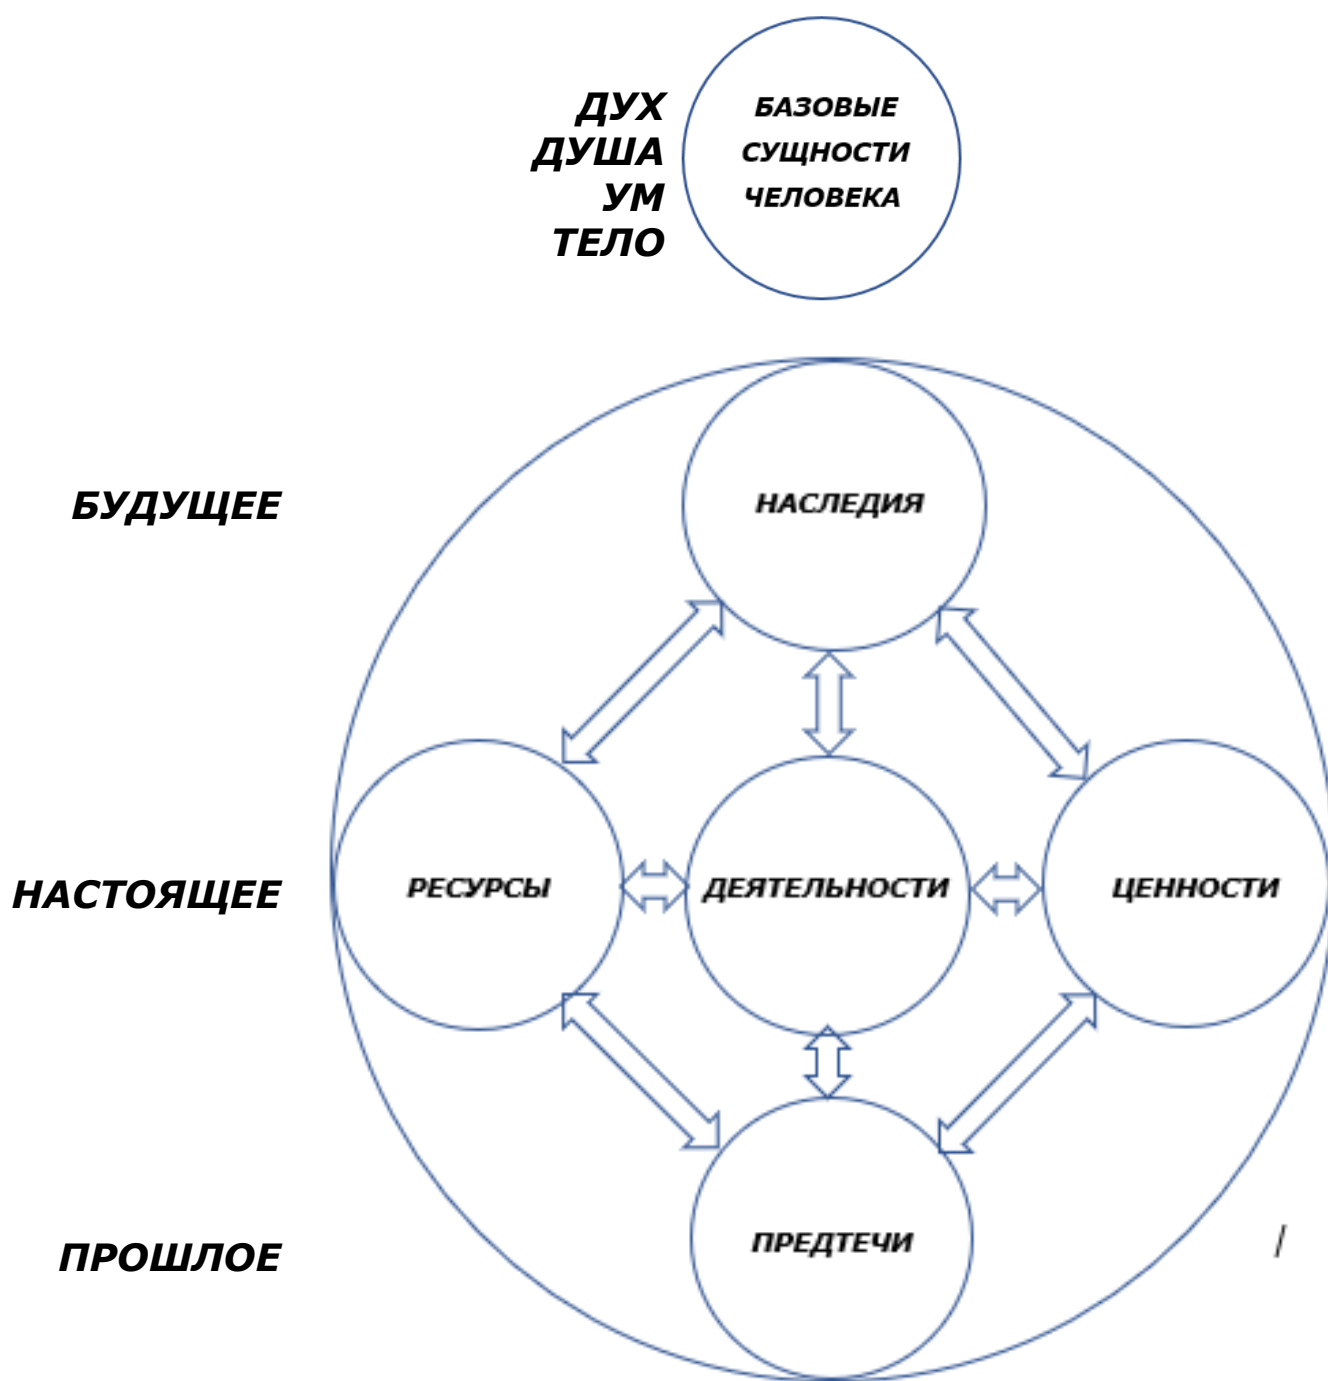 ДУХ
ДУША
УМ
ТЕЛО
БАЗОВЫЕ
СУЩНОСТИ
ЧЕЛОВЕКА
БУДУЩЕЕ
НАСЛЕДИЯ
НАСТОЯЩЕЕ
РЕСУРСЫ
ДЕЯТЕЛЬНОСТИ
ЦЕННОСТИ
ПРОШЛОЕ
ПРЕДТЕЧИ
/